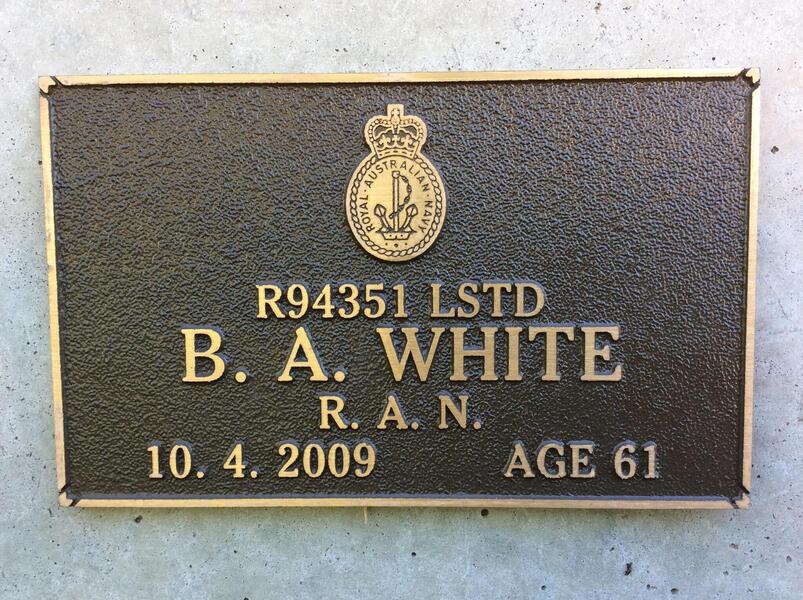 ROYAL · AUSTRALIAN · NAVY
R94351 LSTD
B. A. WHITE
R. A. N.
10. 4. 2009 AGE 61